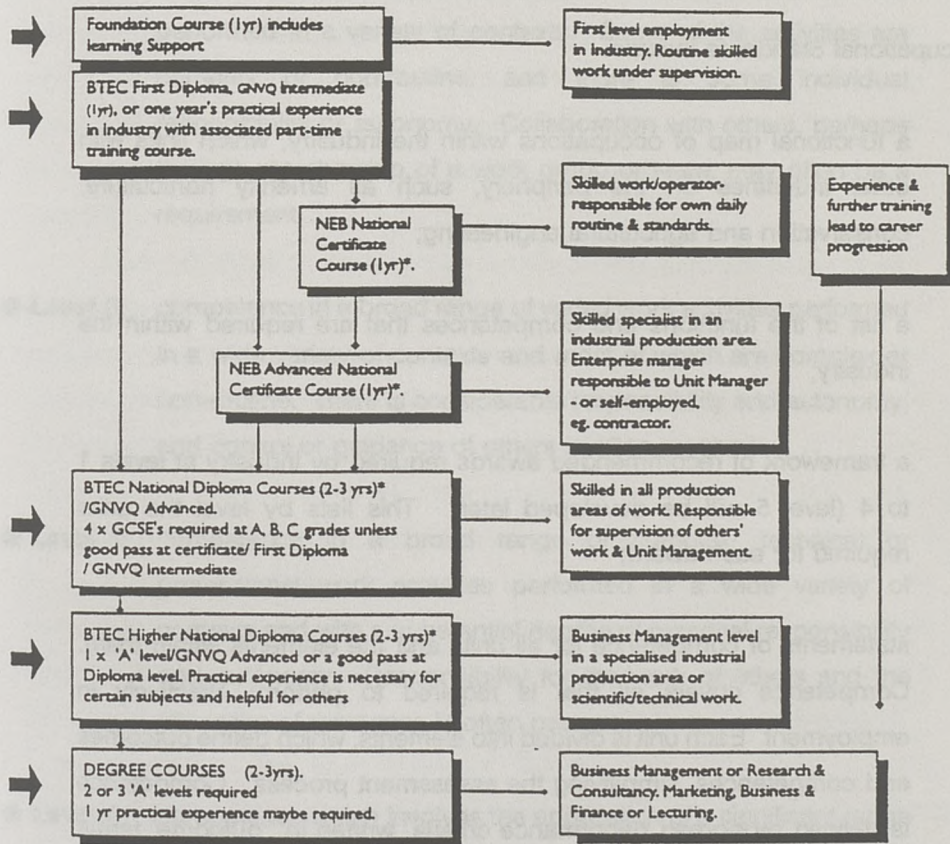 Foundation Course (1yr) includes
learning Support
First level employment
in Industry. Routine skilled
work under supervision.
BTEC First Diploma, GNVQ Intermediate
(1yr), or one year's practical experience
in Industry with associated part-time
training course.
Skilled work/operator,
responsible for own daily
routine & standards.
Experience &
further training
lead to career
progression
NEB National
Certificate
Course (1yr)*.
Skilled specialist in an
industrial production area.
Enterprise Manager
responsible to Unit Manager
or self-employed,
eg. contractor.
NEB Advanced National
Certificate Course (1yr)*.
BTEC National Diploma Courses (2-3 yrs)*
/GNVQ Advanced.
4 x GCSE's required at A, B, C grades unless
good pass at certificate/ First Diploma
/ GNVQ Intermediate
Skilled in all production
areas of work. Responsible
for supervision of others'
work & Unit Management.
BTEC Higher National Diploma Courses (2-3 yrs)*
1 x 'A' level/GNVQ Advanced or a good pass at
Diploma level. Practical experience is necessary for
certain subjects and helpful for others
Business Management level
in a specialised industrial
production area or
scientific/technical work.
DEGREE COURSES (2-3yrs).
2 or 3 'A' levels required
1 yr practical experience maybe required.
Business Management or Research &
Consultancy. Marketing, Business &
Finance or Lecturing.